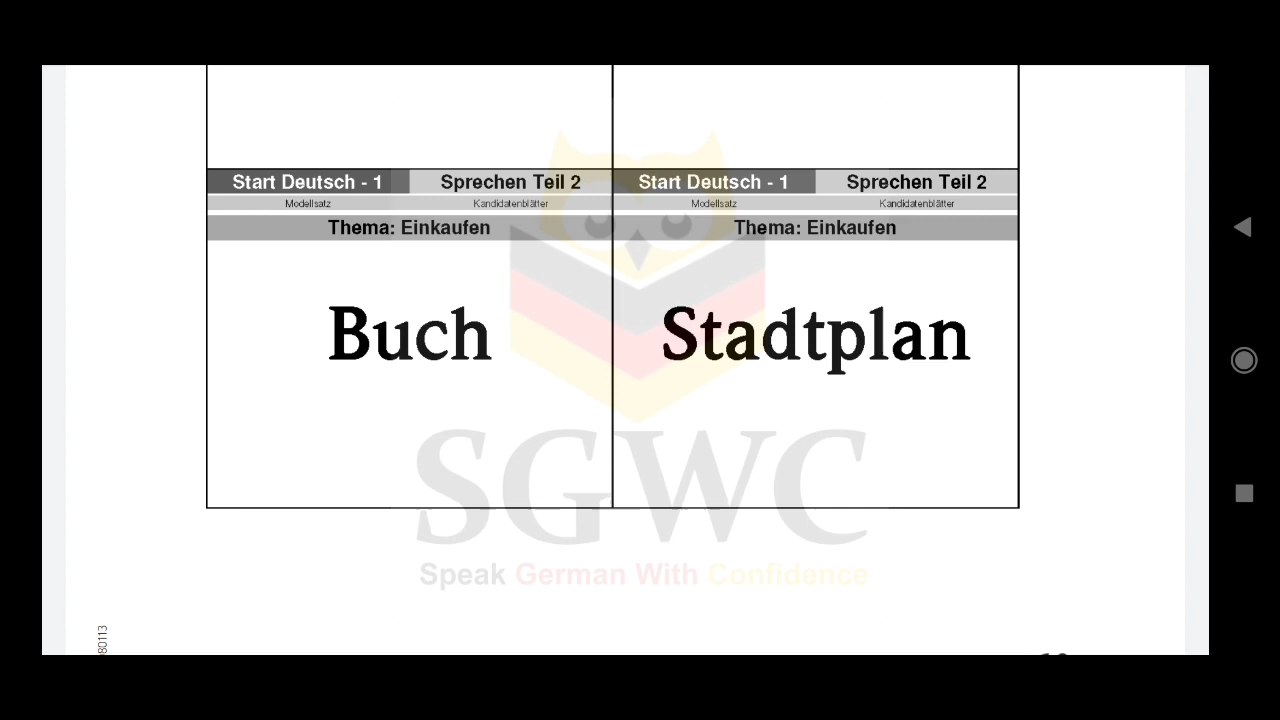 Start Deutsch - 1 Sprechen Teil 2 Start Deutsch - 1 Sprechen Teil 2
Modellsatz Kandidatenblätter Modellsatz Kandidatenblätter
Thema: Einkaufen Thema: Einkaufen
Buch Stadtplan
SGWC
Speak German With Confidence
080113